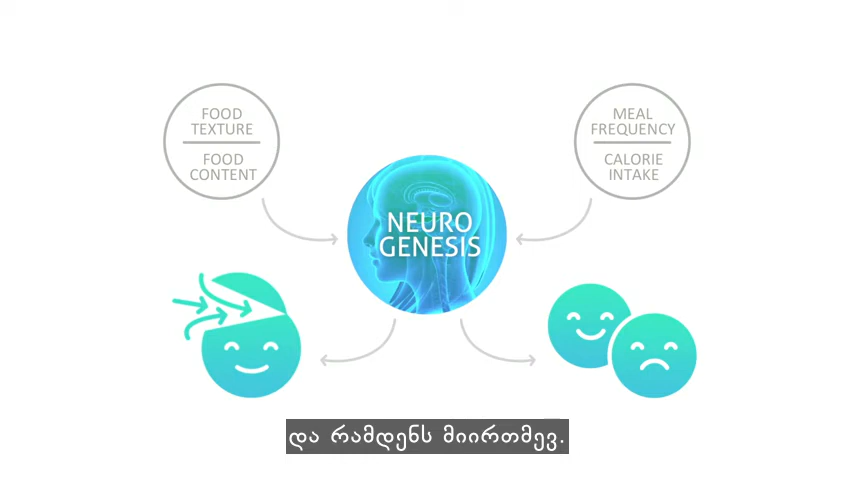 FOOD
TEXTURE
FOOD
CONTENT
MEAL
FREQUENCY
CALORIE
INTAKE
NEURO
GENESIS
და რამდენს მიირთმევ.